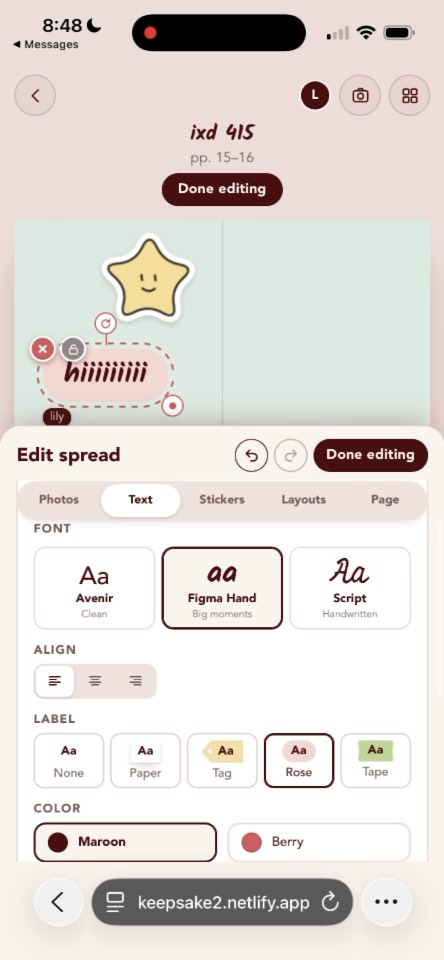 8:48
◂ Messages
L
ixd 415
pp. 15–16
Done editing
hiiiiiiiii
lily
Edit spread
Done editing
Photos Text Stickers Layouts Page
FONT
Aa aa Aa
Avenir Figma Hand Script
Clean Big moments Handwritten
ALIGN
LABEL
Aa Aa Aa Aa Aa
None Paper Tag Rose Tape
COLOR
Maroon Berry
keepsake2.netlify.app